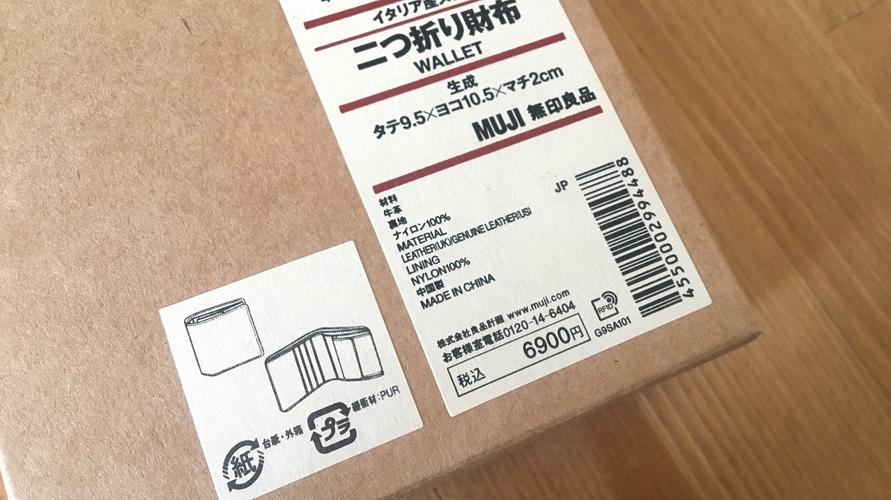 イタリア産
二つ折り財布
WALLET
生成
タテ9.5×ヨコ10.5×マチ2cm
MUJI 無印良品
材料
牛革
裏地
ナイロン100%
MATERIAL
LEATHER(UK)/GENUINE LEATHER(US)
LINING
NYLON100%
中国製
MADE IN CHINA
JP
株式会社良品計画 www.muji.com
お客様室電話0120-14-6404
税込 6900円
RFID
G9SA101
4550002994488
紙
台紙・外箱
プラ
緩衝材:PUR